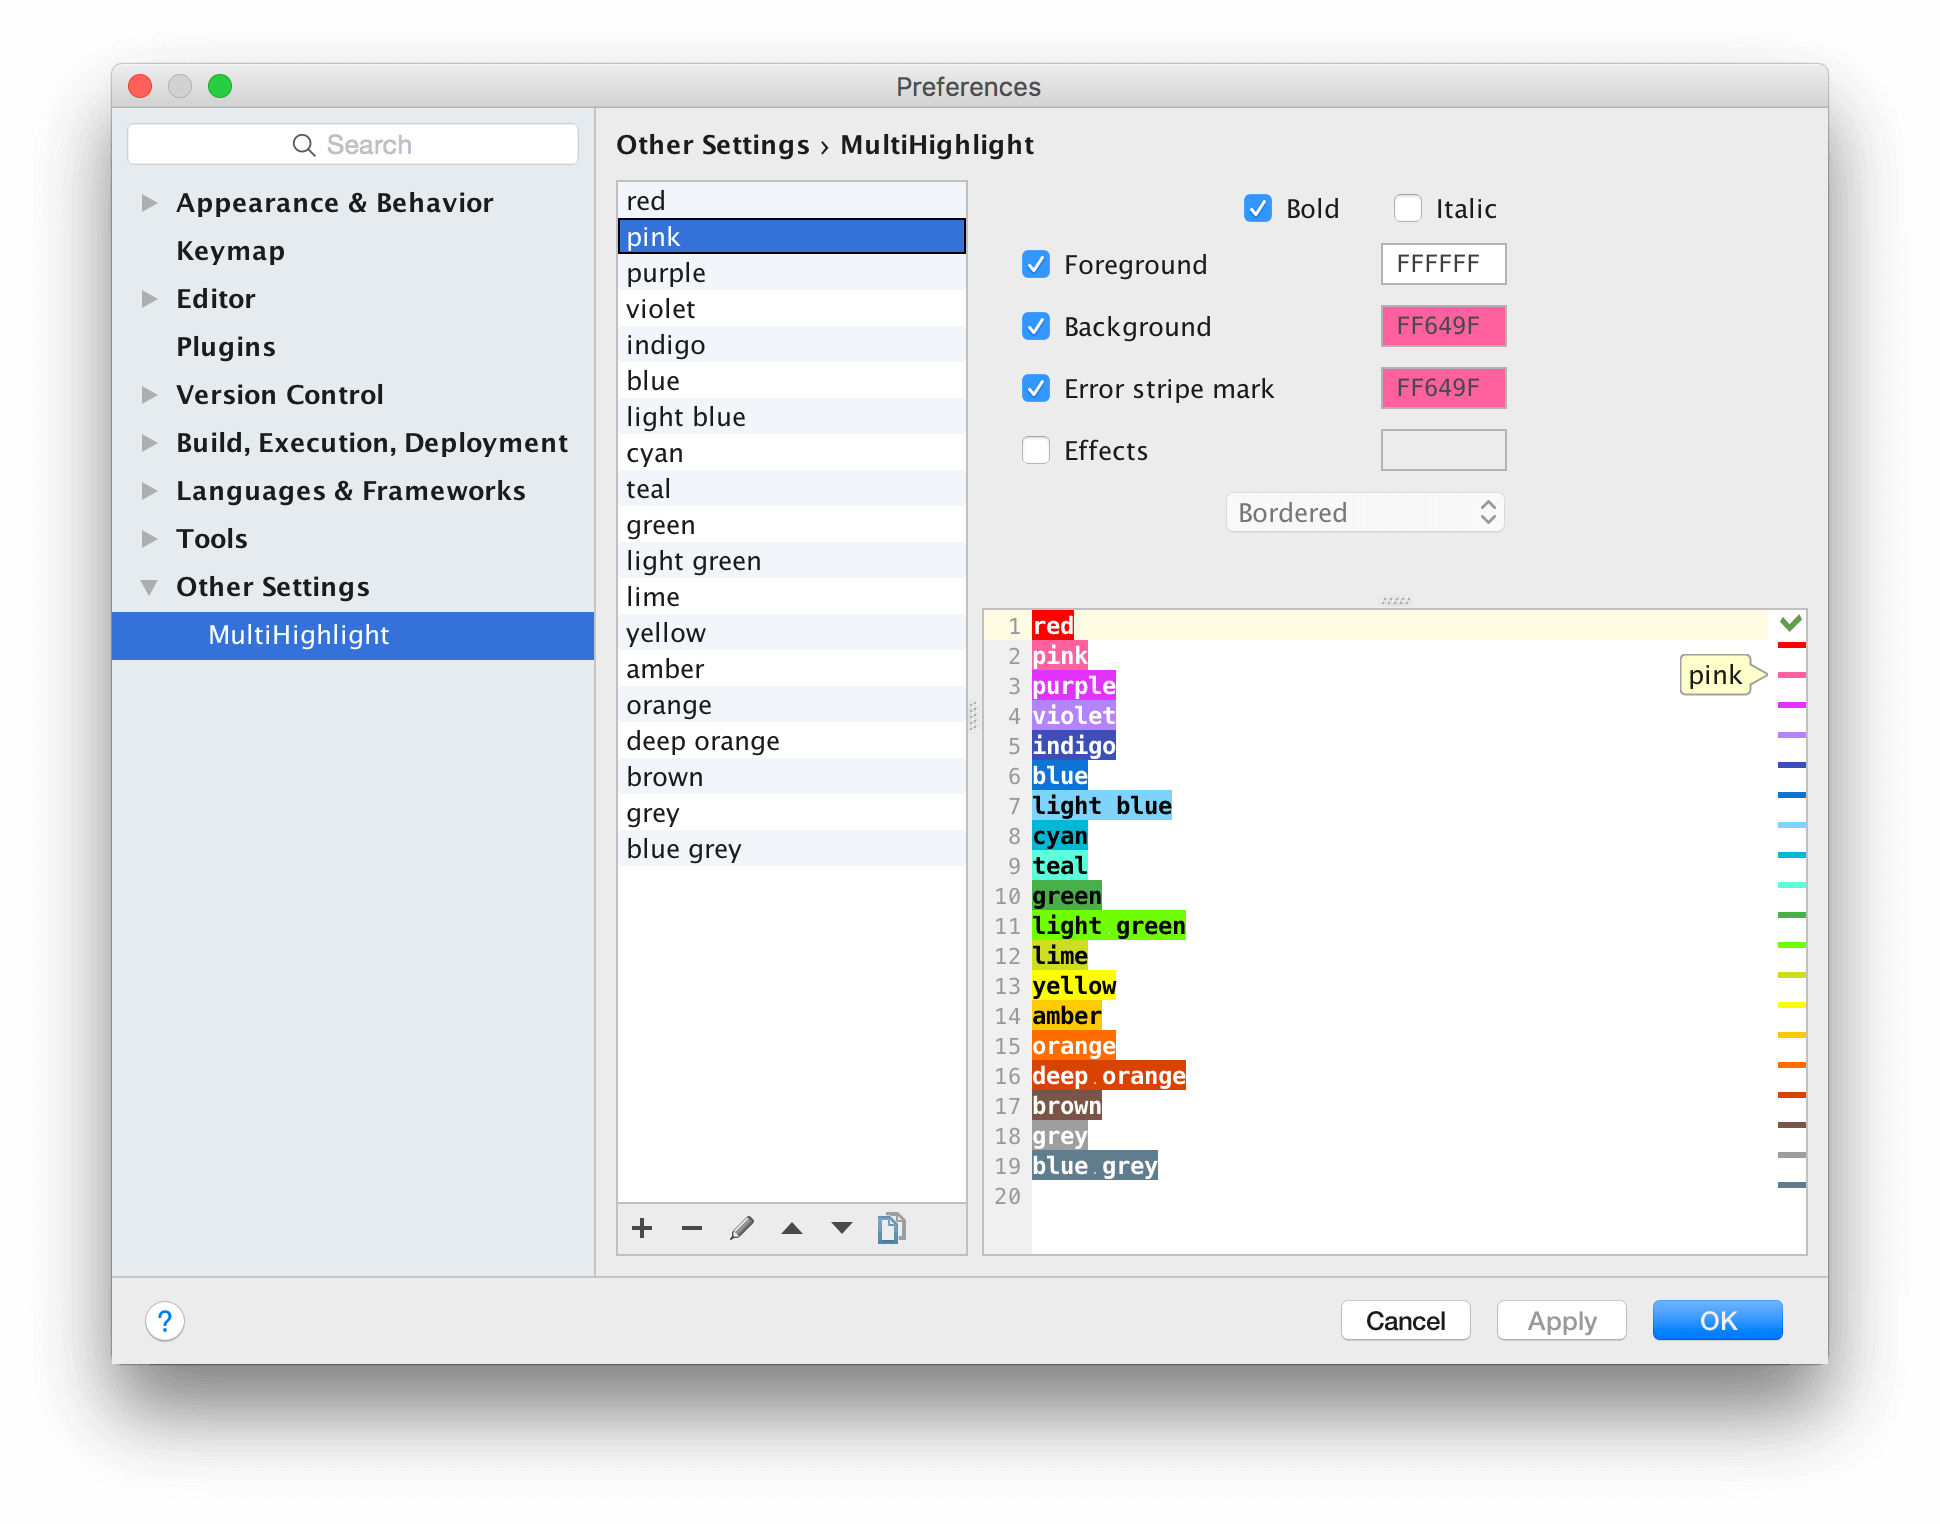 Preferences
Search
Appearance & Behavior
Keymap
Editor
Plugins
Version Control
Build, Execution, Deployment
Languages & Frameworks
Tools
Other Settings
MultiHighlight
Other Settings › MultiHighlight
red
pink
purple
violet
indigo
blue
light blue
cyan
teal
green
light green
lime
yellow
amber
orange
deep orange
brown
grey
blue grey
Bold Italic
Foreground FFFFFF
Background FF649F
Error stripe mark FF649F
Effects
Bordered
1 red
2 pink
pink
3 purple
4 violet
5 indigo
6 blue
7 light blue
8 cyan
9 teal
10 green
11 light green
12 lime
13 yellow
14 amber
15 orange
16 deep orange
17 brown
18 grey
19 blue grey
20
? Cancel Apply OK